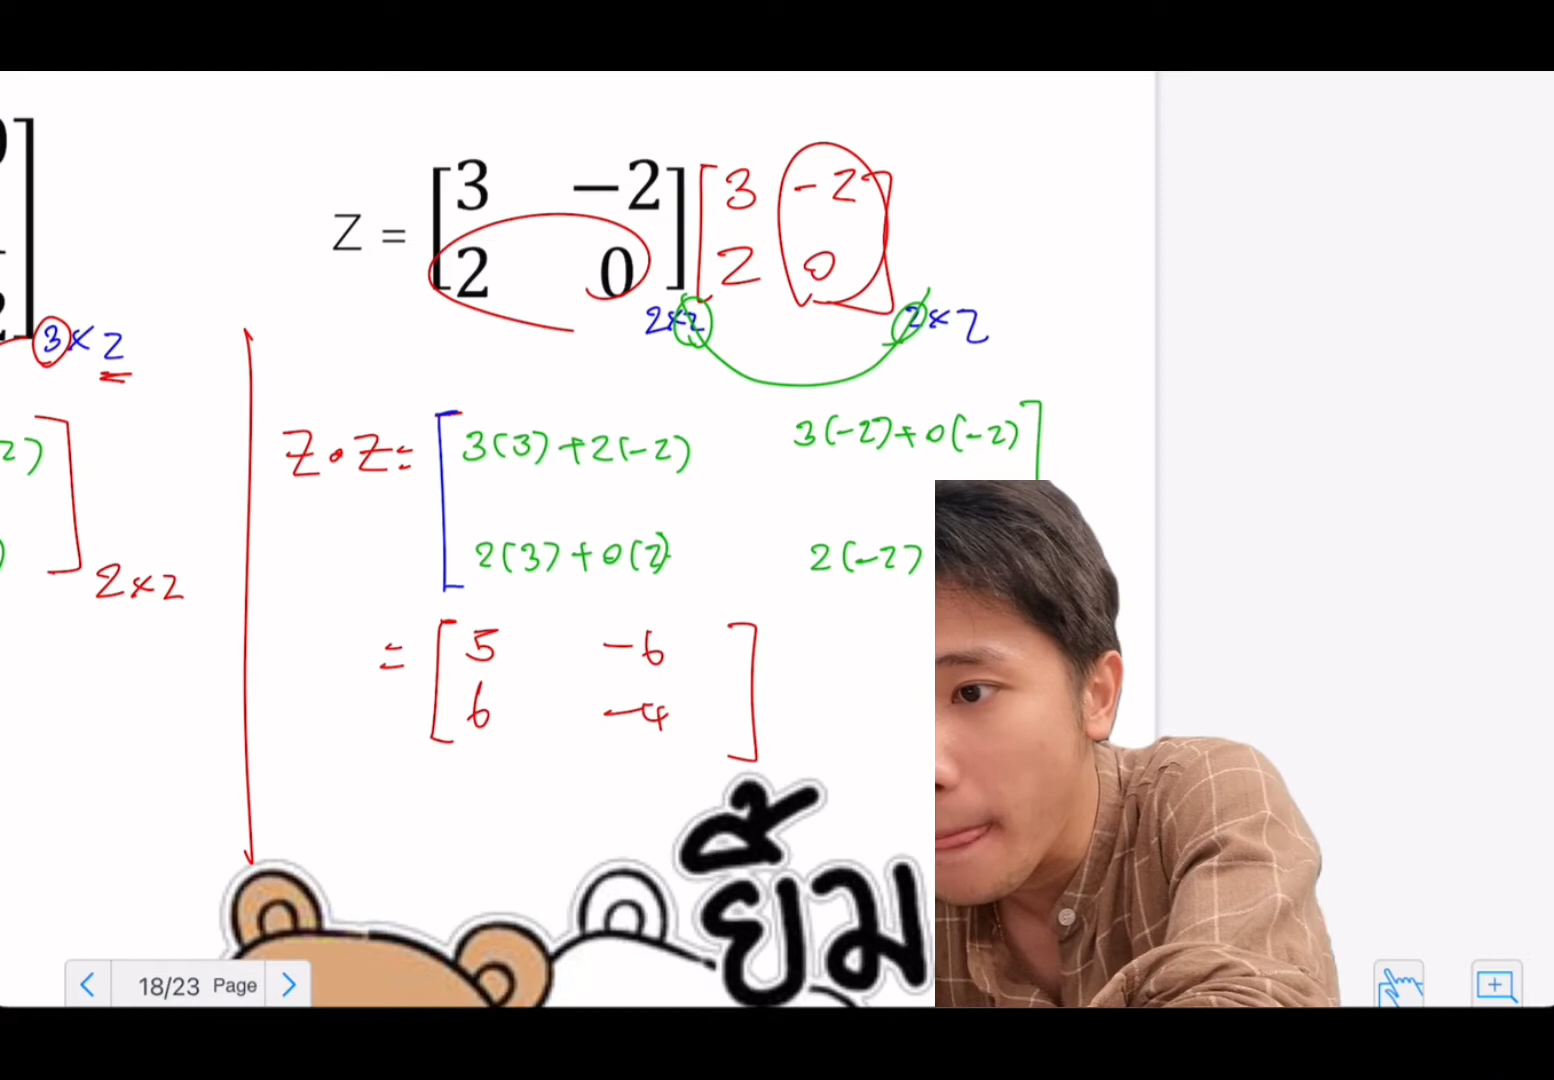 Z = [3 -2] [3 -2]
[2 0] [2 0]
2×2 2×2
3×2
Z•Z = [3(3)+2(-2) 3(-2)+0(-2)]
2(3)+0(2) 2(-2)
2×2
= [5 -6]
[6 -4]
ยิ้ม
18/23 Page